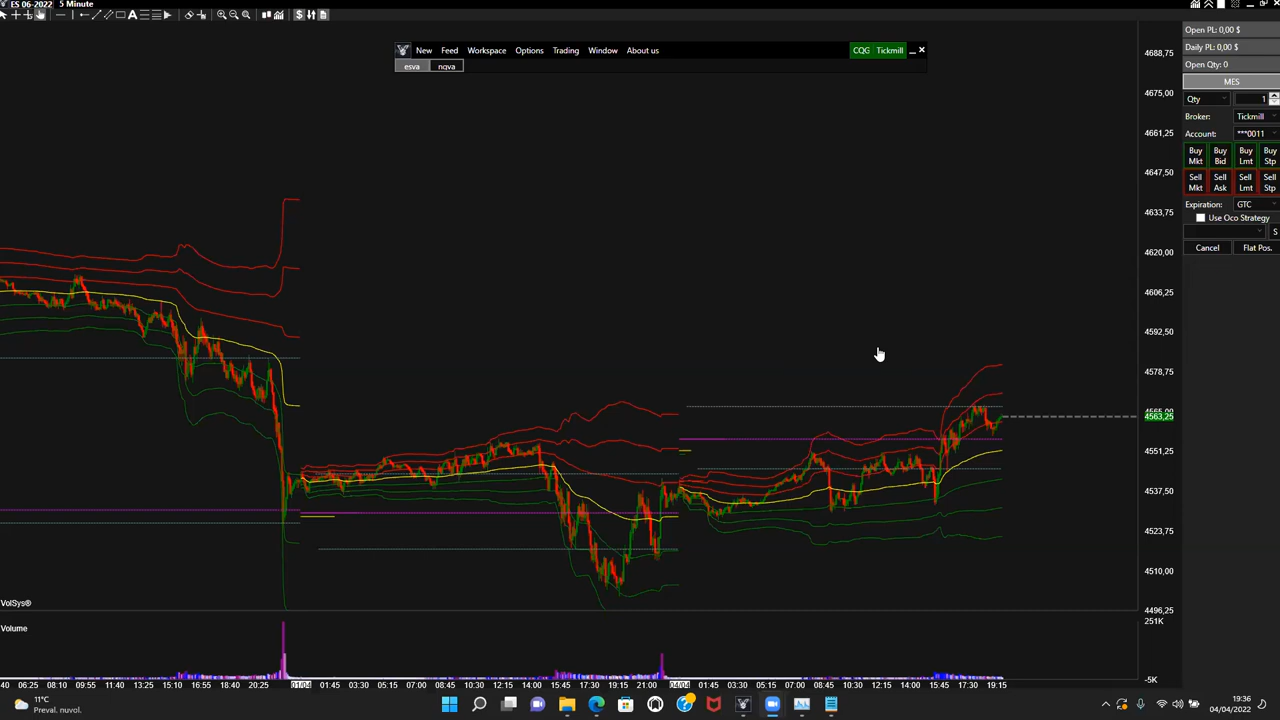 ES 06-2022 5 Minute
New Feed Workspace Options Trading Window About us CQG Tickmill
esva nqva
Open PL: 0,00 $
Daily PL: 0,00 $
Open Qty: 0
MES
Qty 1
Broker: Tickmill
Account: ***0011
Buy Mkt Buy Bid Buy Lmt Buy Stp
Sell Mkt Sell Ask Sell Lmt Sell Stp
Expiration: GTC
Use Oco Strategy
S
Cancel Flat Pos.
4688,75
4675,00
4661,25
4647,50
4633,75
4620,00
4606,25
4592,50
4578,75
4563,25
4551,25
4537,50
4523,75
4510,00
4496,25
VolSys®
251K
Volume
-5K
40 06:25 08:10 09:55 13:25 16:55 18:40 20:25 01/04 01:45 05:15 07:00 08:45 10:30 12:15 14:00 15:45 17:30 19:15 21:00 04/04 01:45 03:30 05:15 07:00 08:45 10:30 12:15 14:00 15:45 17:30 19:15
11°C
Preval. nuvol.
19:36
04/04/2022